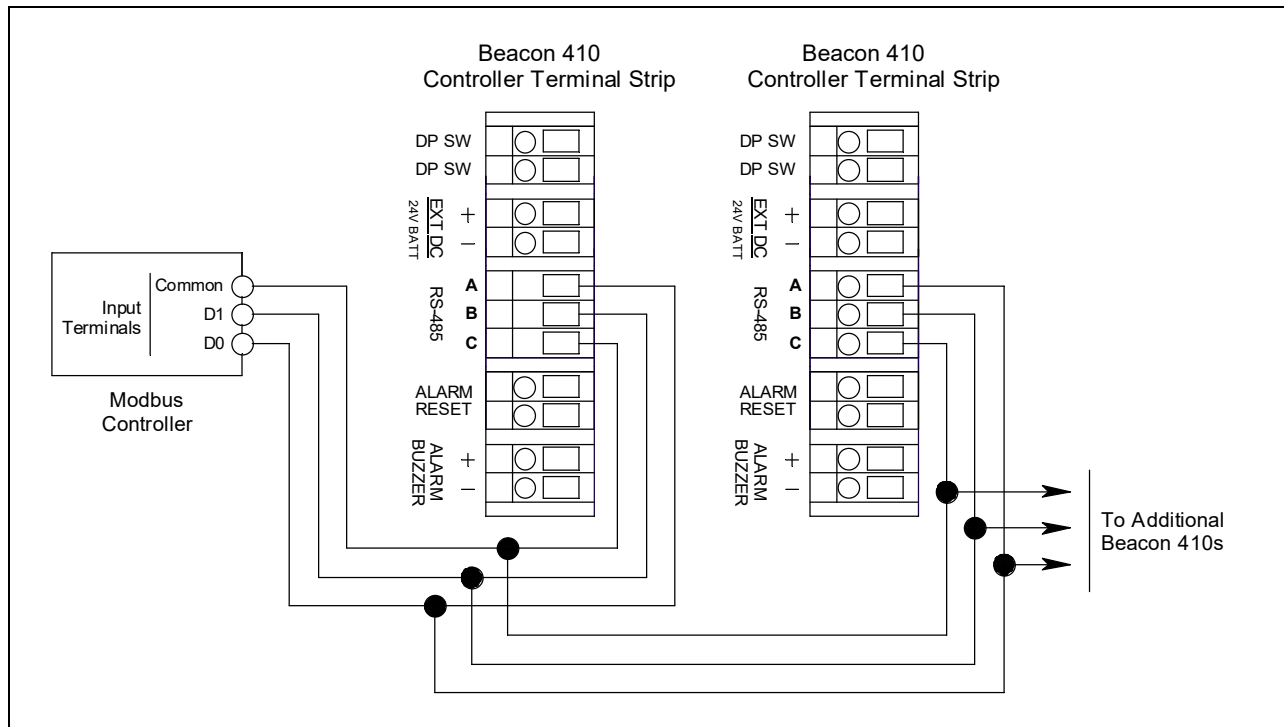 Beacon 410
Controller Terminal Strip
DP SW
DP SW
EXT DC
24V BATT
+
−
RS-485
A
B
C
ALARM
RESET
ALARM
BUZZER
+
−
Beacon 410
Controller Terminal Strip
DP SW
DP SW
EXT DC
24V BATT
+
−
RS-485
A
B
C
ALARM
RESET
ALARM
BUZZER
+
−
Input
Terminals
Common
D1
D0
Modbus
Controller
To Additional
Beacon 410s